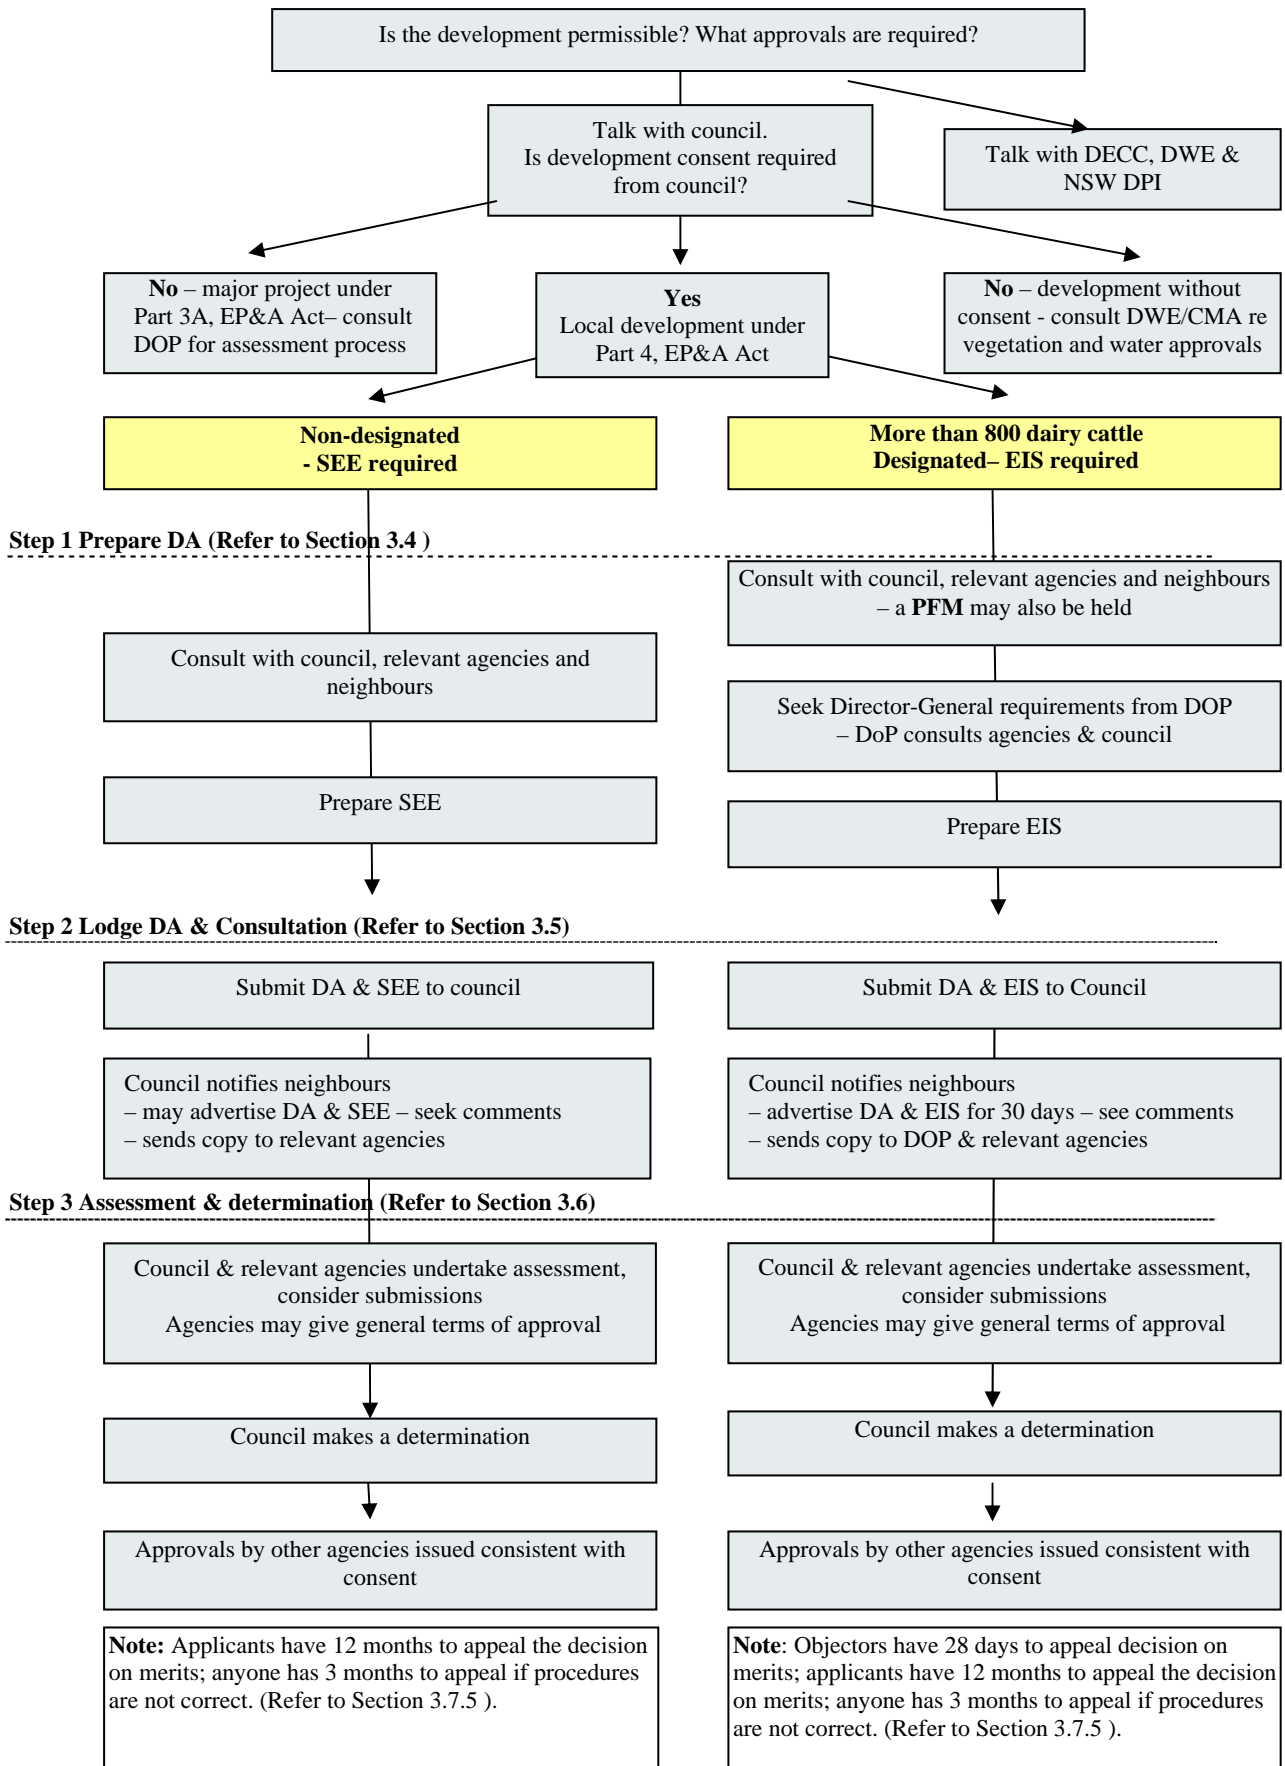 Is the development permissible? What approvals are required?
Talk with council.
Is development consent required
from council?
Talk with DECC, DWE &
NSW DPI
No – major project under
Part 3A, EP&A Act– consult
DOP for assessment process
Yes
Local development under
Part 4, EP&A Act
No – development without
consent - consult DWE/CMA re
vegetation and water approvals
Non-designated
- SEE required
More than 800 dairy cattle
Designated– EIS required
Step 1 Prepare DA (Refer to Section 3.4 )
Consult with council, relevant agencies and
neighbours
Prepare SEE
Consult with council, relevant agencies and neighbours
– a PFM may also be held
Seek Director-General requirements from DOP
– DoP consults agencies & council
Prepare EIS
Step 2 Lodge DA & Consultation (Refer to Section 3.5)
Submit DA & SEE to council
Council notifies neighbours
– may advertise DA & SEE – seek comments
– sends copy to relevant agencies
Submit DA & EIS to Council
Council notifies neighbours
– advertise DA & EIS for 30 days – see comments
– sends copy to DOP & relevant agencies
Step 3 Assessment & determination (Refer to Section 3.6)
Council & relevant agencies undertake assessment,
consider submissions
Agencies may give general terms of approval
Council makes a determination
Approvals by other agencies issued consistent with
consent
Note: Applicants have 12 months to appeal the decision
on merits; anyone has 3 months to appeal if procedures
are not correct. (Refer to Section 3.7.5 ).
Council & relevant agencies undertake assessment,
consider submissions
Agencies may give general terms of approval
Council makes a determination
Approvals by other agencies issued consistent with
consent
Note: Objectors have 28 days to appeal decision on
merits; applicants have 12 months to appeal the decision
on merits; anyone has 3 months to appeal if procedures
are not correct. (Refer to Section 3.7.5 ).